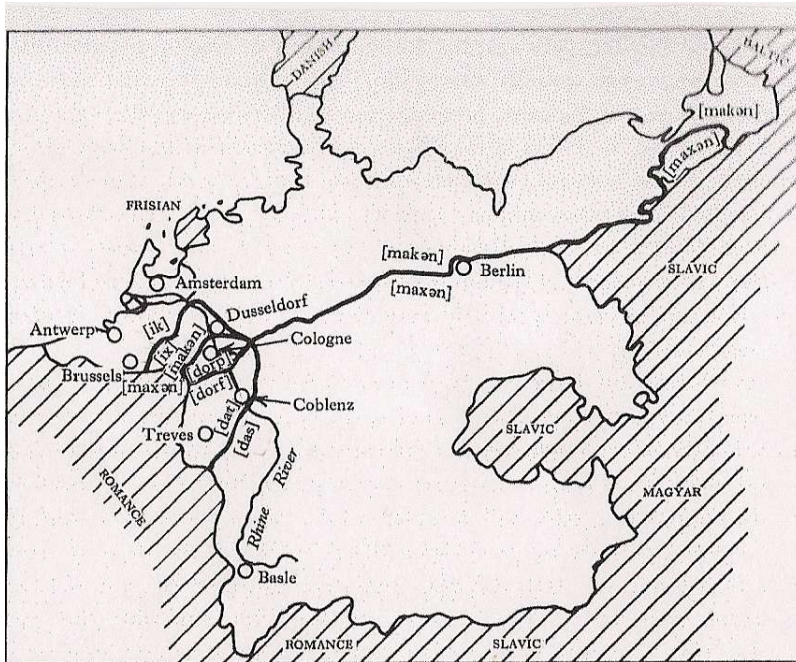 DANISH
BALTIC
[makən]
[maxən]
FRISIAN
[makən]
Berlin
[maxən]
SLAVIC
Amsterdam
Dusseldorf
Antwerp
[ik]
[ix]
[makən]
Cologne
Brussels
[maxən]
[dorp]
[dorf]
Coblenz
[dat]
Treves
[das]
SLAVIC
River
Rhine
ROMANCE
MAGYAR
Basle
ROMANCE
SLAVIC